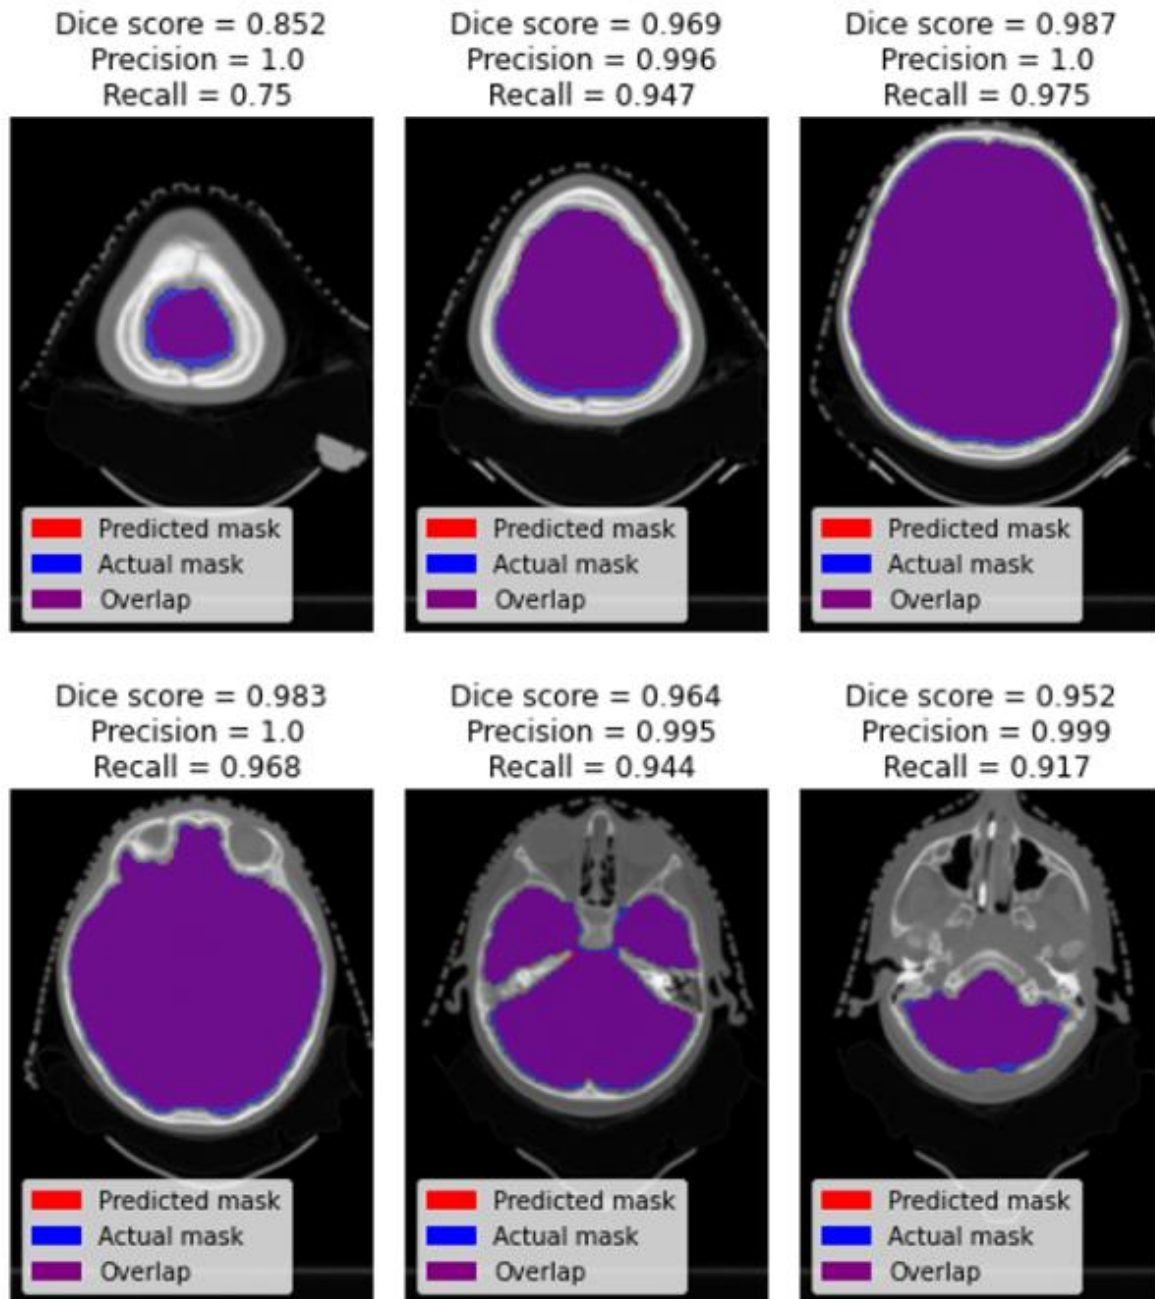 Dice score = 0.852
Precision = 1.0
Recall = 0.75
Dice score = 0.969
Precision = 0.996
Recall = 0.947
Dice score = 0.987
Precision = 1.0
Recall = 0.975
Predicted mask
Actual mask
Overlap
Predicted mask
Actual mask
Overlap
Predicted mask
Actual mask
Overlap
Dice score = 0.983
Precision = 1.0
Recall = 0.968
Dice score = 0.964
Precision = 0.995
Recall = 0.944
Dice score = 0.952
Precision = 0.999
Recall = 0.917
Predicted mask
Actual mask
Overlap
Predicted mask
Actual mask
Overlap
Predicted mask
Actual mask
Overlap